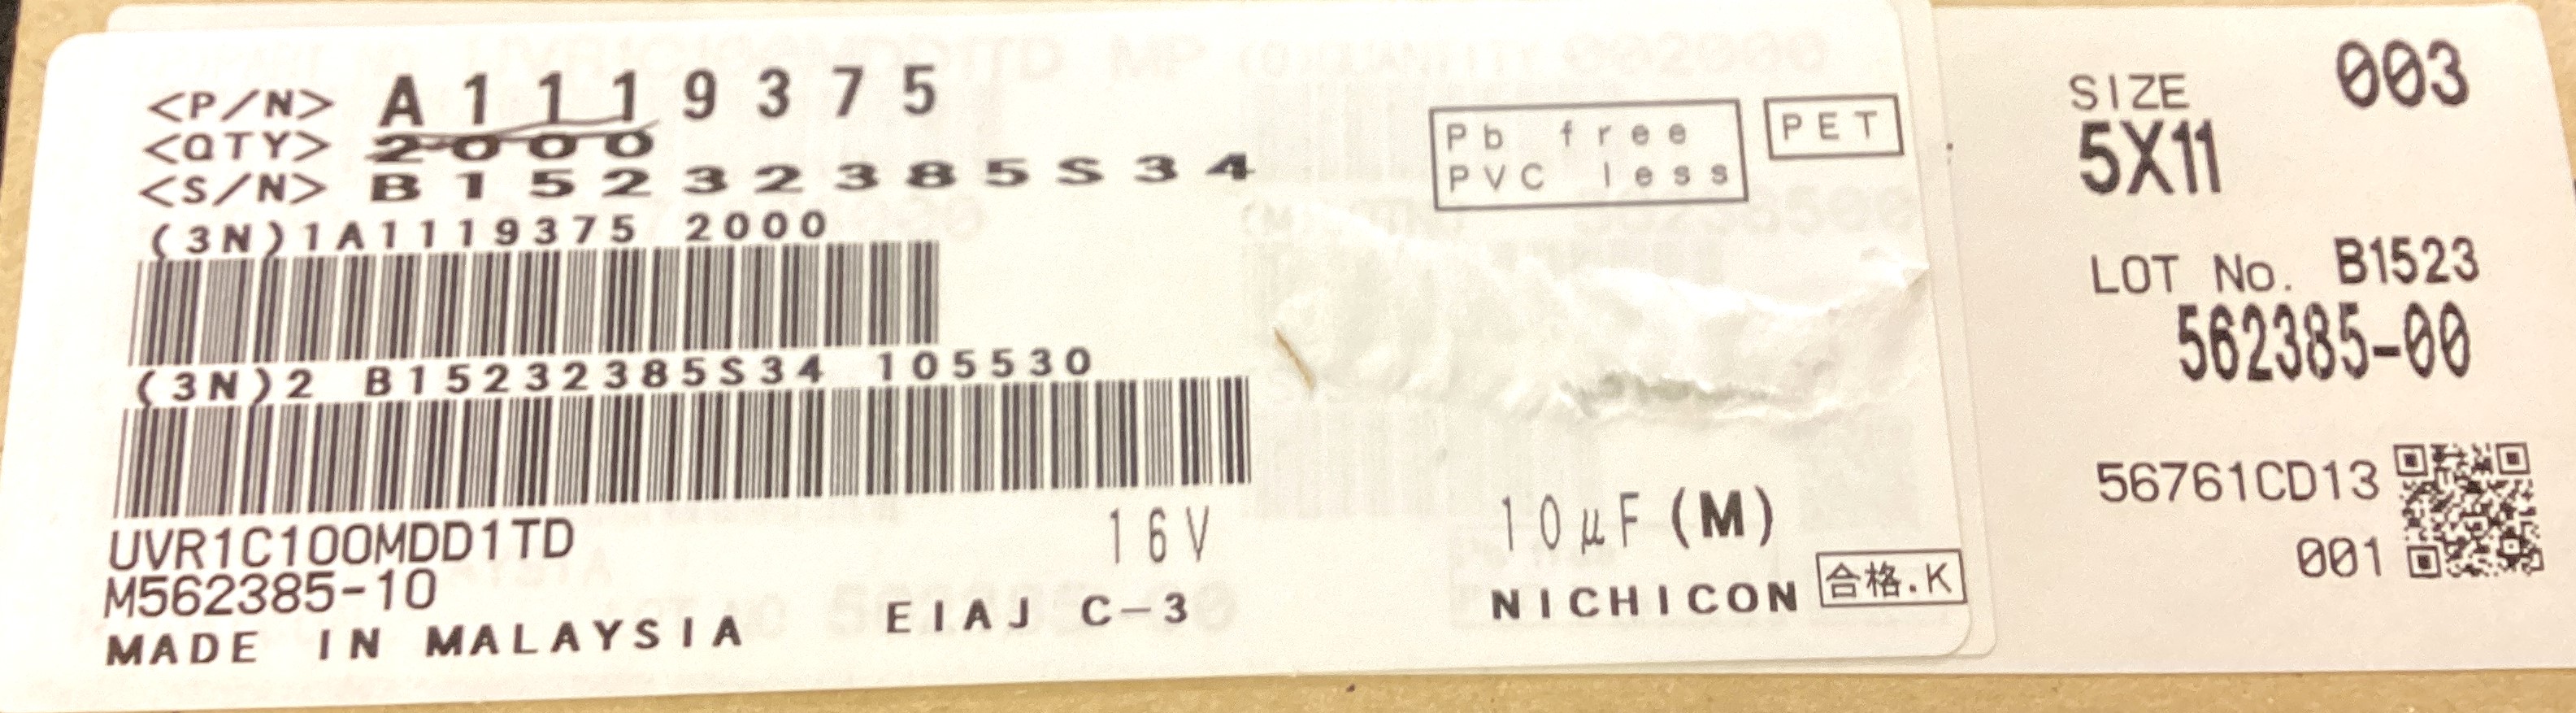 <P/N> A1119375
<QTY> 2000
<S/N> B15232385S34
(3N)1A1119375 2000
(3N)2 B15232385S34 105530
UVR1C100MDD1TD
M562385-10
MADE IN MALAYSIA
EIAJ C-3
16V
10μF(M)
NICHICON
合格.K
Pb free
PVC less
PET
SIZE 003
5X11
LOT No. B1523
562385-00
56761CD13
001